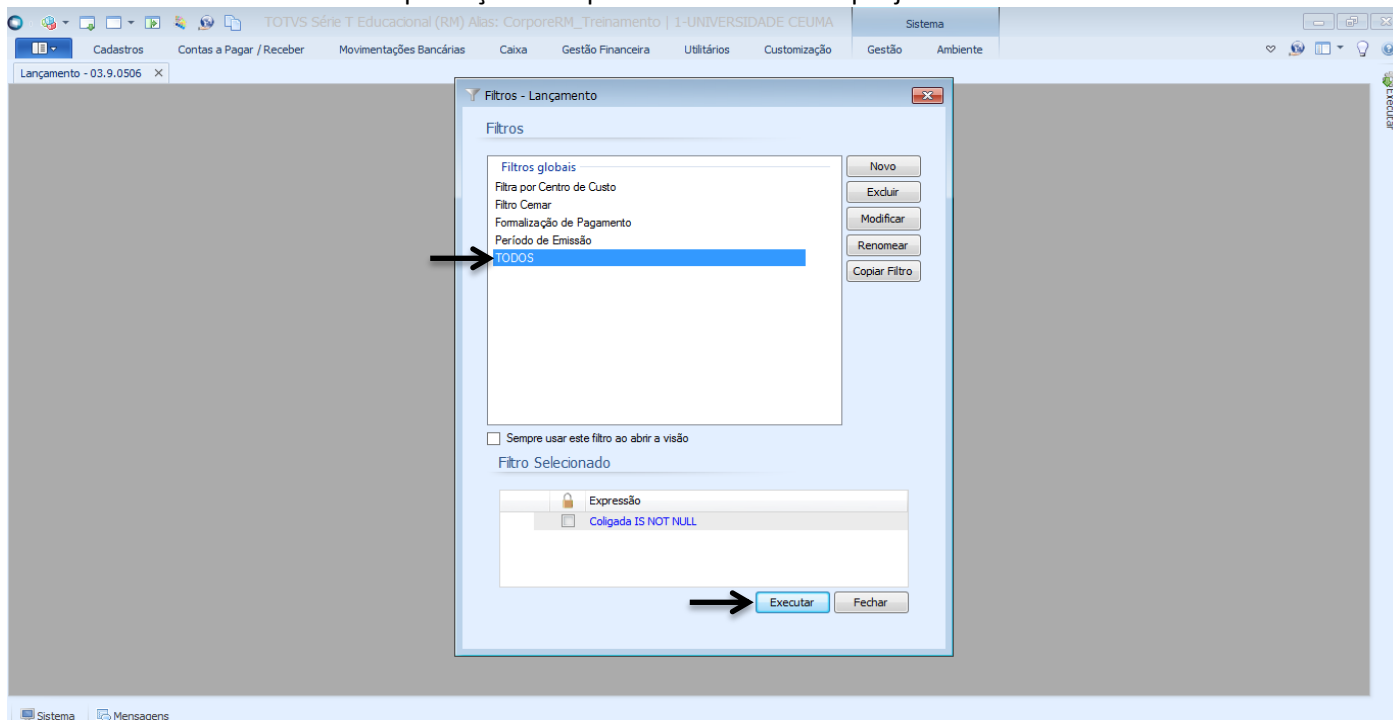 TOTVS Série T Educacional (RM) Alias: CorporeRM_Treinamento | 1-UNIVERSIDADE CEUMA
Sistema
Cadastros Contas a Pagar / Receber Movimentações Bancárias Caixa Gestão Financeira Utilitários Customização Gestão Ambiente
Lançamento - 03.9.0506
Executar
Filtros - Lançamento
Filtros
Filtros globais
Filtra por Centro de Custo
Filtro Cemar
Formalização de Pagamento
Período de Emissão
TODOS
Novo
Excluir
Modificar
Renomear
Copiar Filtro
Sempre usar este filtro ao abrir a visão
Filtro Selecionado
Expressão
Coligada IS NOT NULL
Executar Fechar
Sistema Mensagens